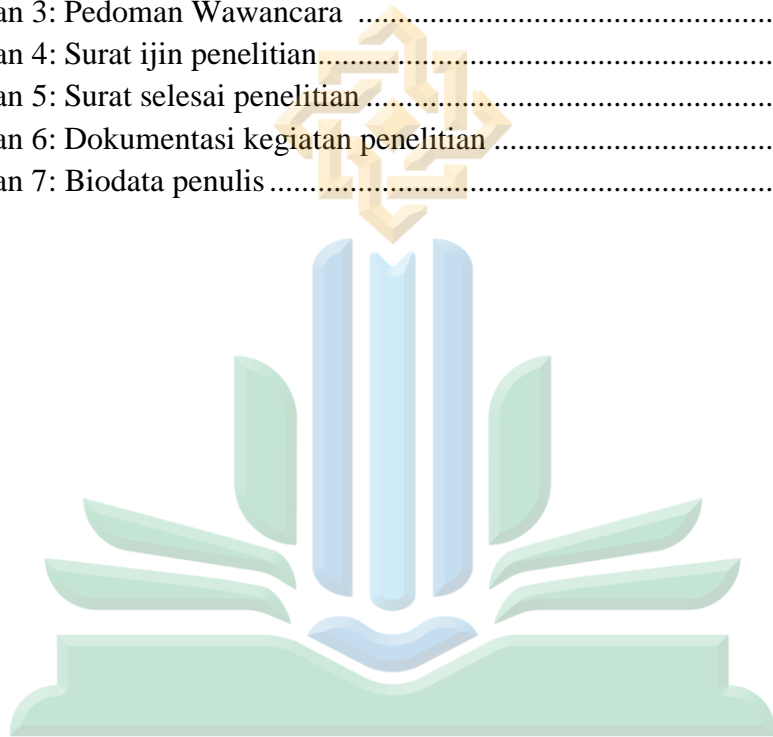 an 3: Pedoman Wawancara ..................................................
an 4: Surat ijin penelitian........................................................
an 5: Surat selesai penelitian ..................................................
an 6: Dokumentasi kegiatan penelitian ..................................
an 7: Biodata penulis..............................................................